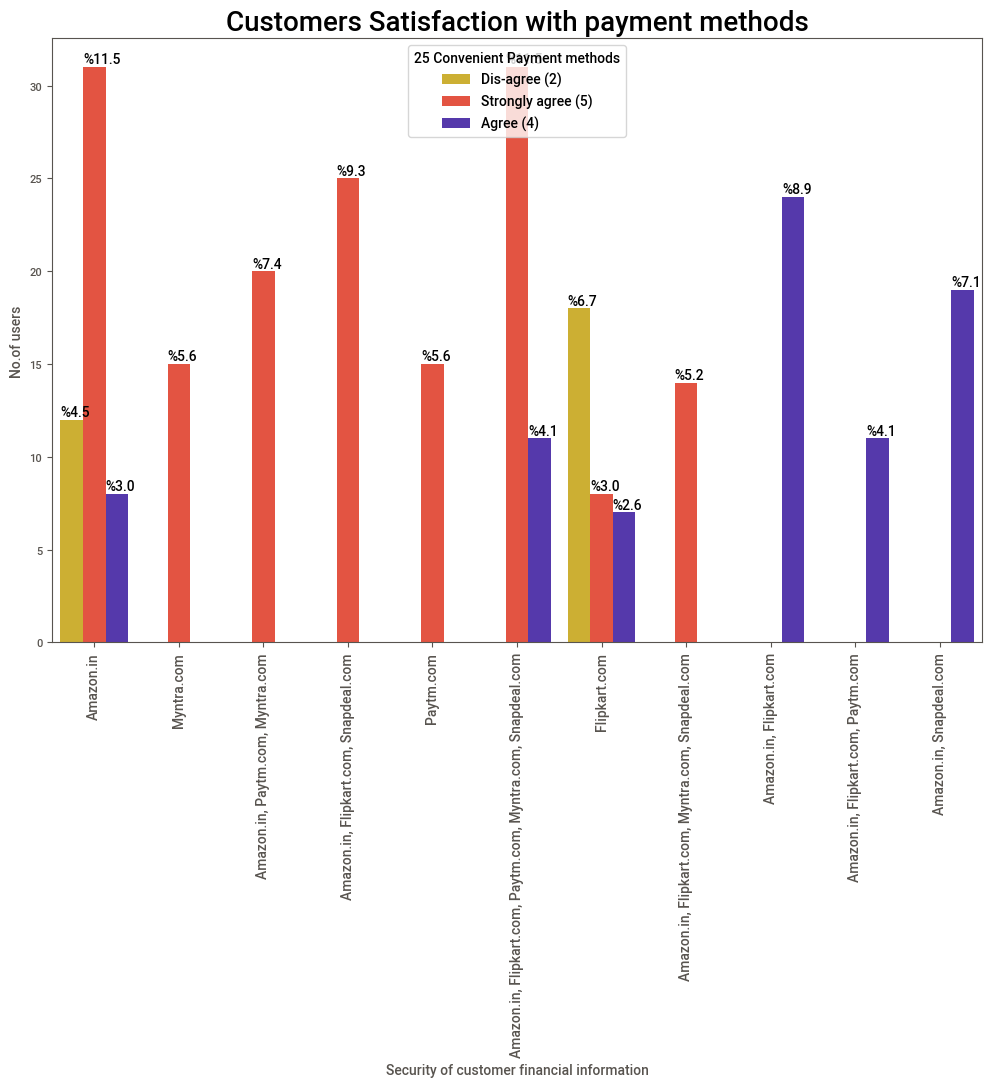 Customers Satisfaction with payment methods
25 Convenient Payment methods
Dis-agree (2)
Strongly agree (5)
Agree (4)
No.of users
30
25
20
15
10
5
0
%4.5
%11.5
%3.0
%5.6
%7.4
%9.3
%5.6
%4.1
%6.7
%3.0
%2.6
%5.2
%8.9
%4.1
%7.1
Amazon.in
Myntra.com
Amazon.in, Paytm.com, Myntra.com
Amazon.in, Flipkart.com, Snapdeal.com
Paytm.com
Amazon.in, Flipkart.com, Paytm.com, Myntra.com, Snapdeal.com
Flipkart.com
Amazon.in, Flipkart.com, Myntra.com, Snapdeal.com
Amazon.in, Flipkart.com
Amazon.in, Flipkart.com, Paytm.com
Amazon.in, Snapdeal.com
Security of customer financial information